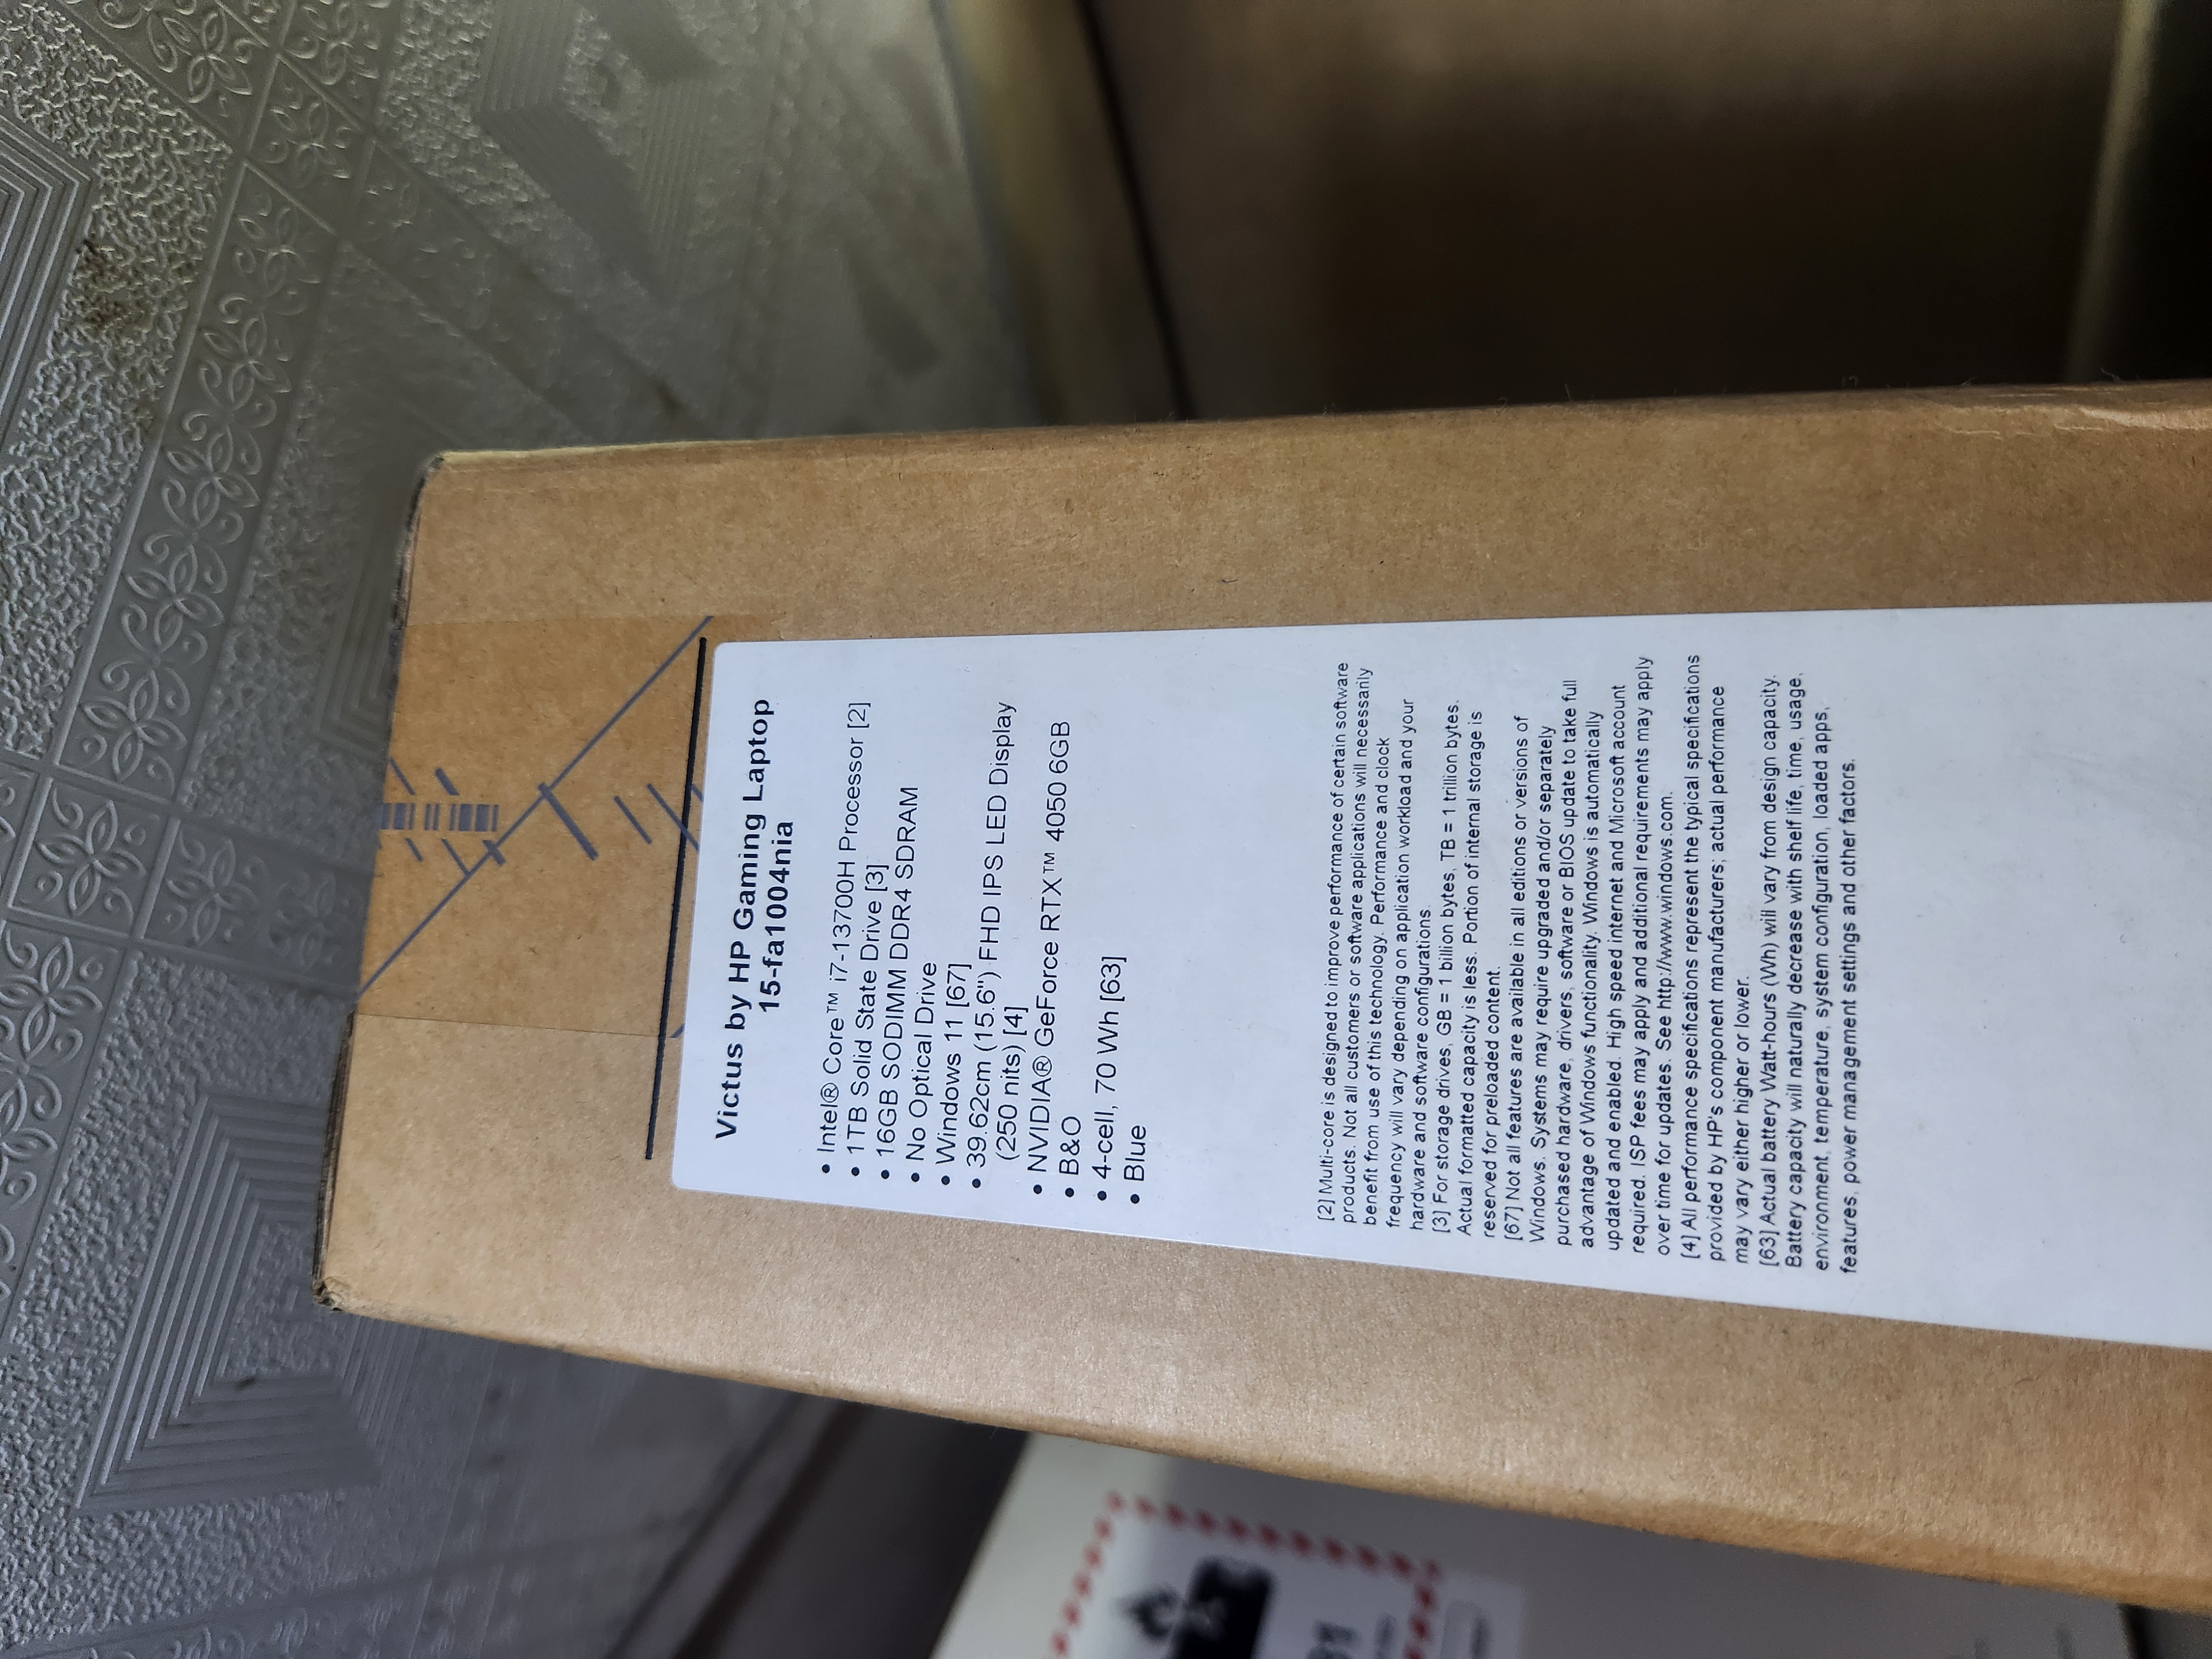 Victus by HP Gaming Laptop
15-fa1004nia
• Intel® Core™ i7-13700H Processor [2]
• 1TB Solid State Drive [3]
• 16GB SODIMM DDR4 SDRAM
• No Optical Drive
• Windows 11 [67]
• 39.62cm (15.6") FHD IPS LED Display
(250 nits) [4]
• NVIDIA® GeForce RTX™ 4050 6GB
• B&O
• 4-cell, 70 Wh [63]
• Blue
[2] Multi-core is designed to improve performance of certain software
products. Not all customers or software applications will necessarily
benefit from use of this technology. Performance and clock
frequency will vary depending on application workload and your
hardware and software configurations.
[3] For storage drives, GB = 1 billion bytes, TB = 1 trillion bytes.
Actual formatted capacity is less. Portion of internal storage is
reserved for preloaded content.
[67] Not all features are available in all editions or versions of
Windows. Systems may require upgraded and/or separately
purchased hardware, drivers, software or BIOS update to take full
advantage of Windows functionality. Windows is automatically
updated and enabled. High speed internet and Microsoft account
required. ISP fees may apply and additional requirements may apply
over time for updates. See http://www.windows.com.
[4] All performance specifications represent the typical specifications
provided by HP's component manufacturers; actual performance
may vary either higher or lower.
[63] Actual battery Watt-hours (Wh) will vary from design capacity.
Battery capacity will naturally decrease with shelf life, time, usage,
environment, temperature, system configuration, loaded apps,
features, power management settings and other factors.